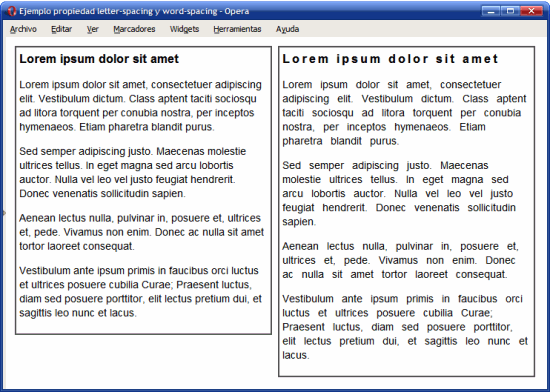 Ejemplo propiedad letter-spacing y word-spacing - Opera
Archivo Editar Ver Marcadores Widgets Herramientas Ayuda
Lorem ipsum dolor sit amet
Lorem ipsum dolor sit amet, consectetuer adipiscing
elit. Vestibulum dictum. Class aptent taciti sociosqu
ad litora torquent per conubia nostra, per inceptos
hymenaeos. Etiam pharetra blandit purus.
Sed semper adipiscing justo. Maecenas molestie
ultrices tellus. In eget magna sed arcu lobortis
auctor. Nulla vel leo vel justo feugiat hendrerit.
Donec venenatis sollicitudin sapien.
Aenean lectus nulla, pulvinar in, posuere et, ultrices
et, pede. Vivamus non enim. Donec ac nulla sit amet
tortor laoreet consequat.
Vestibulum ante ipsum primis in faucibus orci luctus
et ultrices posuere cubilia Curae; Praesent luctus,
diam sed posuere porttitor, elit lectus pretium dui, et
sagittis leo nunc et lacus.
Lorem ipsum dolor sit amet
Lorem ipsum dolor sit amet, consectetuer
adipiscing elit. Vestibulum dictum. Class aptent
taciti sociosqu ad litora torquent per conubia
nostra, per inceptos hymenaeos. Etiam
pharetra blandit purus.
Sed semper adipiscing justo. Maecenas
molestie ultrices tellus. In eget magna sed
arcu lobortis auctor. Nulla vel leo vel justo
feugiat hendrerit. Donec venenatis sollicitudin
sapien.
Aenean lectus nulla, pulvinar in, posuere et,
ultrices et, pede. Vivamus non enim. Donec
ac nulla sit amet tortor laoreet consequat.
Vestibulum ante ipsum primis in faucibus orci
luctus et ultrices posuere cubilia Curae;
Praesent luctus, diam sed posuere porttitor,
elit lectus pretium dui, et sagittis leo nunc et
lacus.